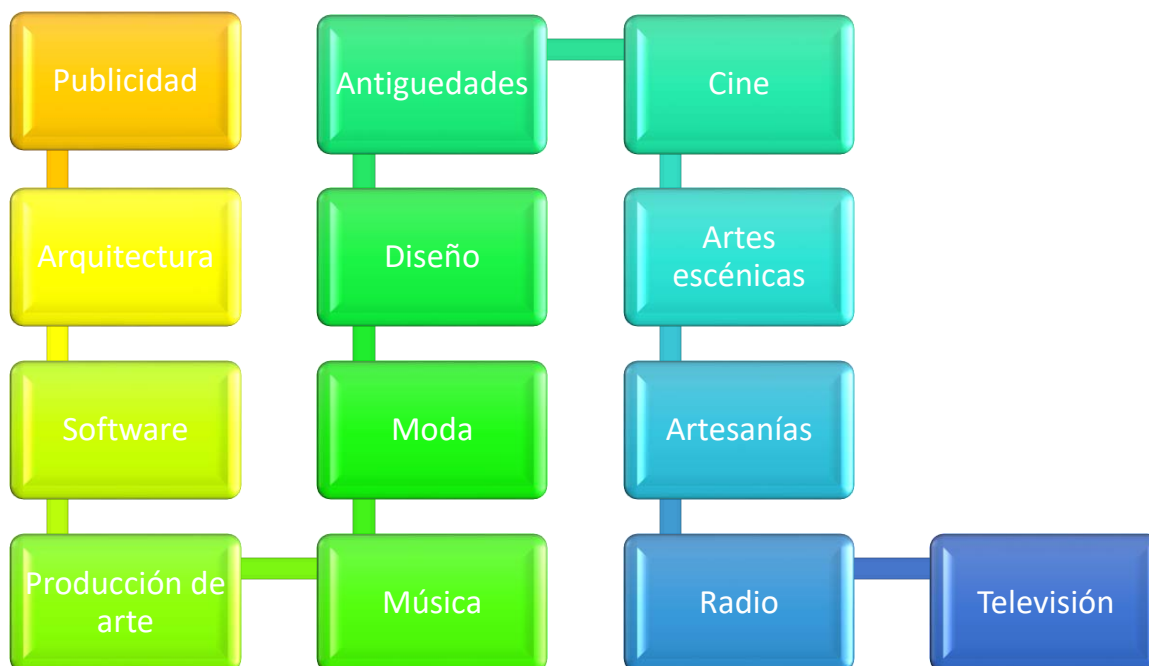 Publicidad
Arquitectura
Software
Producción de
arte
Música
Moda
Diseño
Antiguedades
Cine
Artes
escénicas
Artesanías
Radio
Televisión